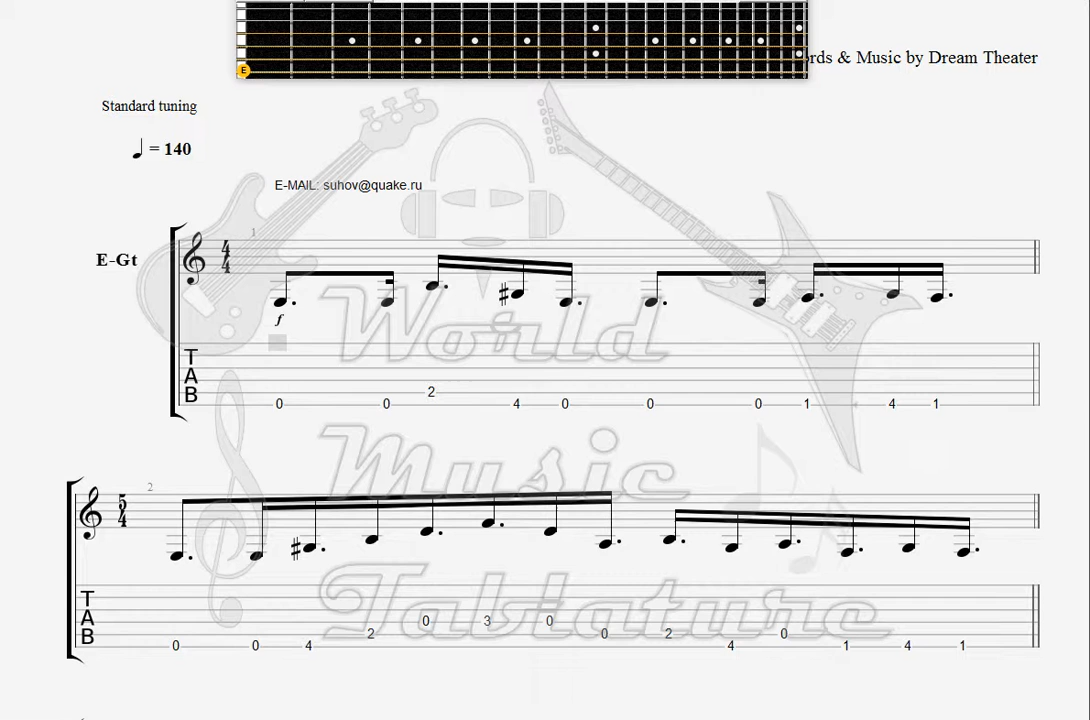 E
Words & Music by Dream Theater
Standard tuning
= 140
E-MAIL: suhov@quake.ru
1
E-Gt
4
4
f
World
T
A
B
2
0 0 4 0 0 0 1 4 1
Music
2
5
4
Tablature
T
A
B
0 3 0
2 0 2 0
0 0 4 4 1 4 1